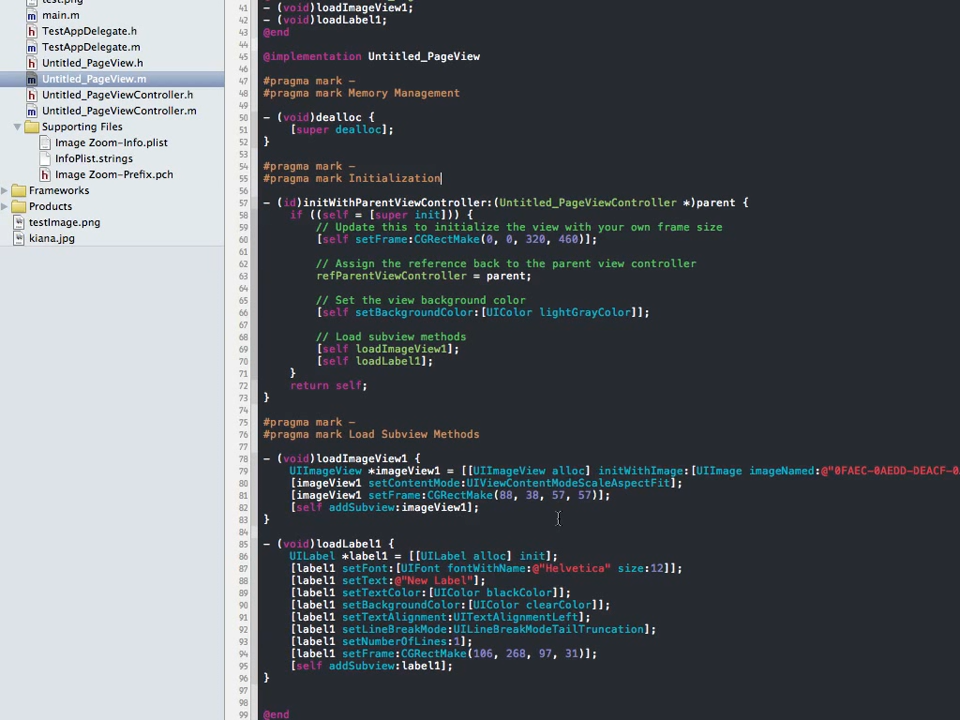 test.png
main.m
TestAppDelegate.h
TestAppDelegate.m
Untitled_PageView.h
Untitled_PageView.m
Untitled_PageViewController.h
Untitled_PageViewController.m
Supporting Files
Image Zoom-Info.plist
InfoPlist.strings
Image Zoom-Prefix.pch
Frameworks
Products
testImage.png
kiana.jpg
41 - (void)loadImageView1;
42 - (void)loadLabel1;
43 @end
44
45 @implementation Untitled_PageView
46
47 #pragma mark -
48 #pragma mark Memory Management
49
50 - (void)dealloc {
51 [super dealloc];
52 }
53
54 #pragma mark -
55 #pragma mark Initialization
56
57 - (id)initWithParentViewController:(Untitled_PageViewController *)parent {
58 if ((self = [super init])) {
59 // Update this to initialize the view with your own frame size
60 [self setFrame:CGRectMake(0, 0, 320, 460)];
61
62 // Assign the reference back to the parent view controller
63 refParentViewController = parent;
64
65 // Set the view background color
66 [self setBackgroundColor:[UIColor lightGrayColor]];
67
68 // Load subview methods
69 [self loadImageView1];
70 [self loadLabel1];
71 }
72 return self;
73 }
74
75 #pragma mark -
76 #pragma mark Load Subview Methods
77
78 - (void)loadImageView1 {
79 UIImageView *imageView1 = [[UIImageView alloc] initWithImage:[UIImage imageNamed:@"0FAEC-0AEDD-DEACF-0
80 [imageView1 setContentMode:UIViewContentModeScaleAspectFit];
81 [imageView1 setFrame:CGRectMake(88, 38, 57, 57)];
82 [self addSubview:imageView1];
83 }
84
85 - (void)loadLabel1 {
86 UILabel *label1 = [[UILabel alloc] init];
87 [label1 setFont:[UIFont fontWithName:@"Helvetica" size:12]];
88 [label1 setText:@"New Label"];
89 [label1 setTextColor:[UIColor blackColor]];
90 [label1 setBackgroundColor:[UIColor clearColor]];
91 [label1 setTextAlignment:UITextAlignmentLeft];
92 [label1 setLineBreakMode:UILineBreakModeTailTruncation];
93 [label1 setNumberOfLines:1];
94 [label1 setFrame:CGRectMake(106, 268, 97, 31)];
95 [self addSubview:label1];
96 }
97
98
99 @end